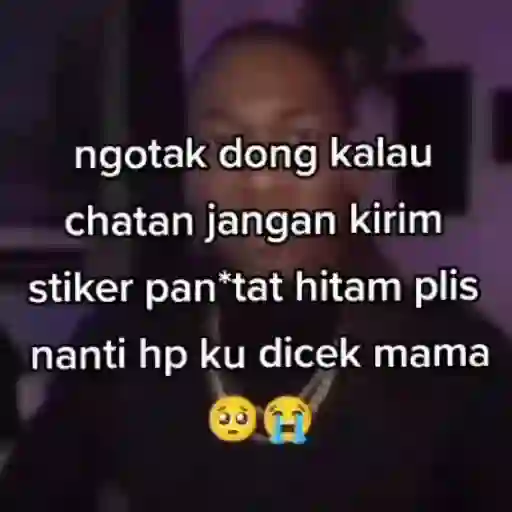 ngotak dong kalau
chatan jangan kirim
stiker pan*tat hitam plis
nanti hp ku dicek mama
🥺😭